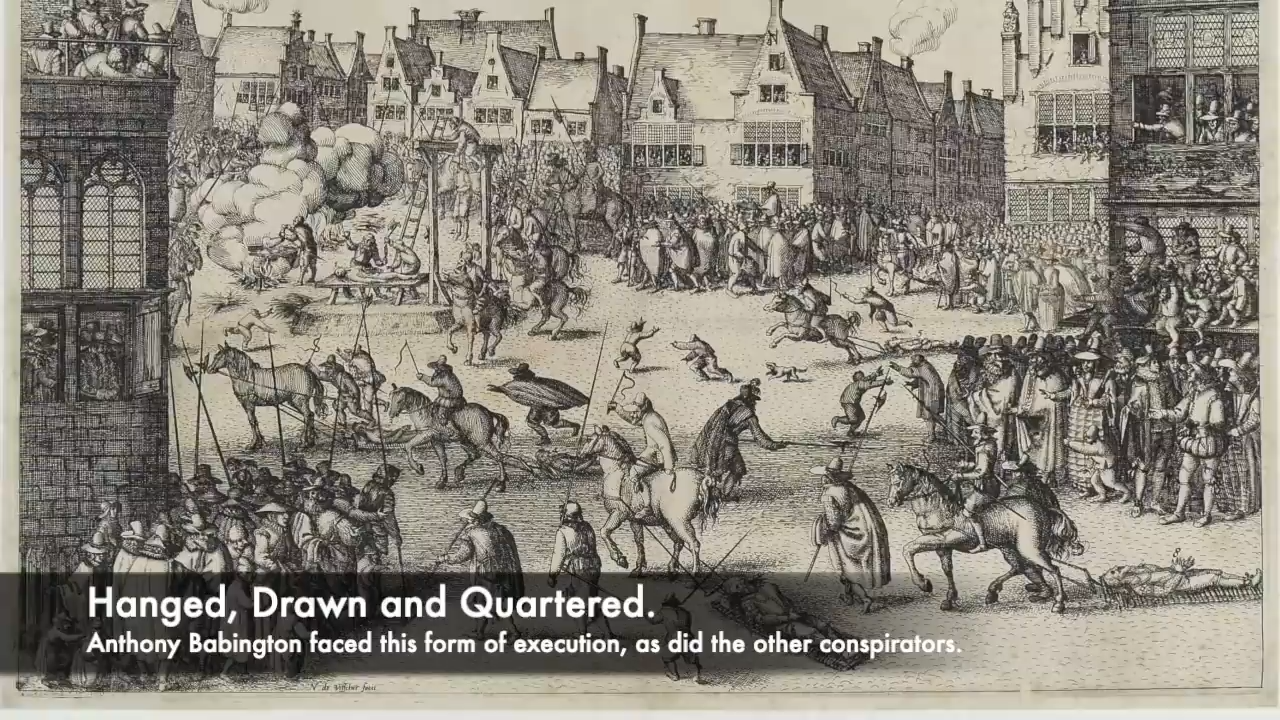 Hanged, Drawn and Quartered.
Anthony Babington faced this form of execution, as did the other conspirators.